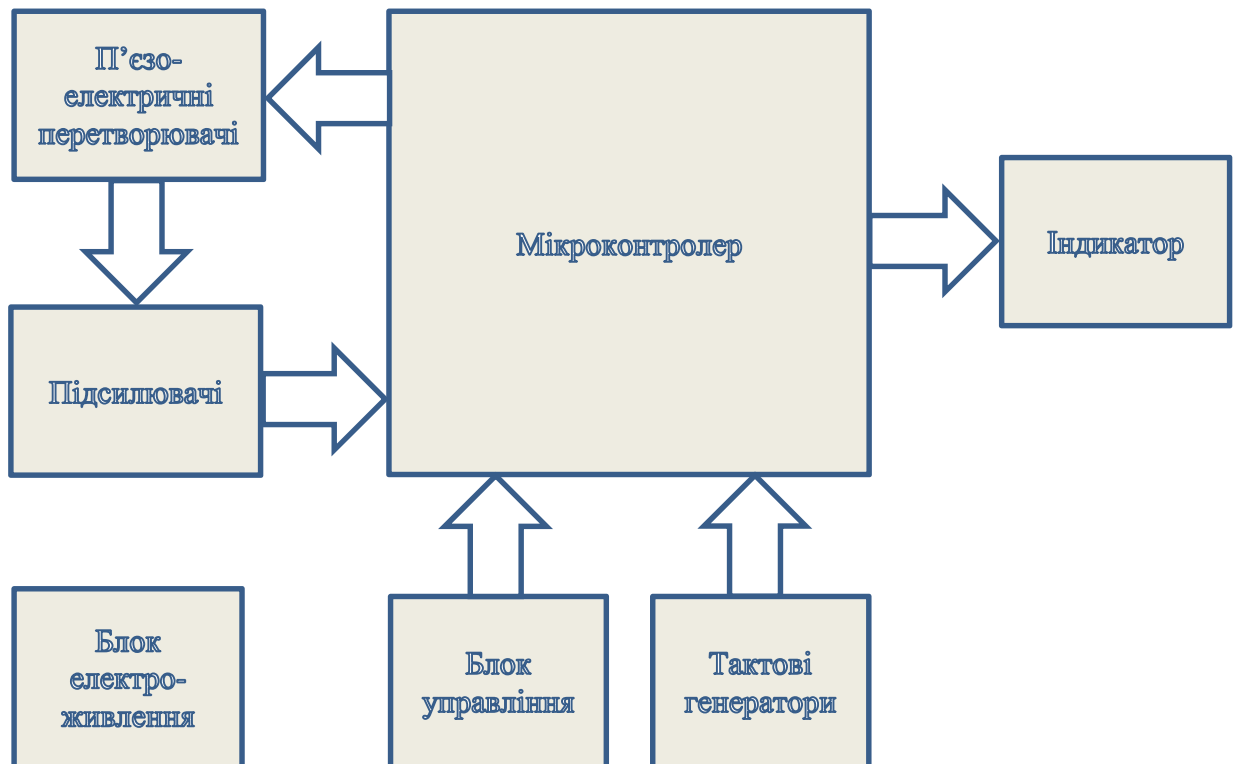 П’єзо-
електричні
перетворювачі
Мікроконтролер
Індикатор
Підсилювачі
Блок
електро-
живлення
Блок
управління
Тактові
генератори